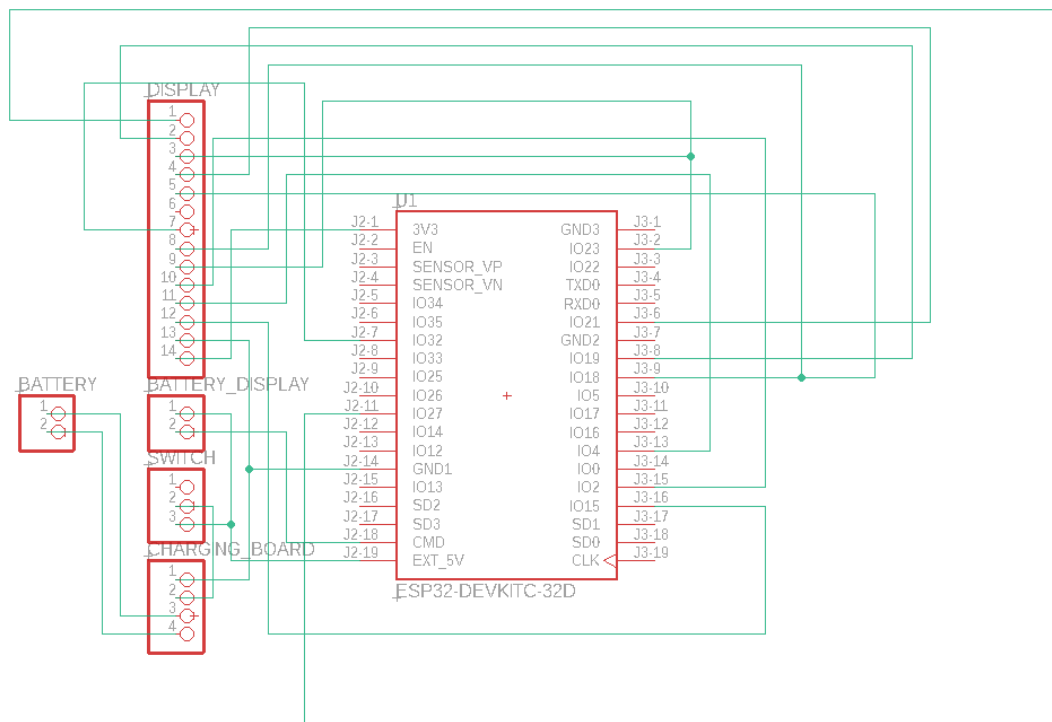 DISPLAY
1
2
3
4
5
6
7
8
9
10
11
12
13
14
BATTERY
1
2
BATTERY_DISPLAY
1
2
SWITCH
1
2
3
CHARGING_BOARD
1
2
3
4
U1
J2-1 3V3 GND3 J3-1
J2-2 EN IO23 J3-2
J2-3 SENSOR_VP IO22 J3-3
J2-4 SENSOR_VN TXD0 J3-4
J2-5 IO34 RXD0 J3-5
J2-6 IO35 IO21 J3-6
J2-7 IO32 GND2 J3-7
J2-8 IO33 IO19 J3-8
J2-9 IO25 IO18 J3-9
J2-10 IO26 IO5 J3-10
J2-11 IO27 IO17 J3-11
J2-12 IO14 IO16 J3-12
J2-13 IO12 IO4 J3-13
J2-14 GND1 IO0 J3-14
J2-15 IO13 IO2 J3-15
J2-16 SD2 IO15 J3-16
J2-17 SD3 SD1 J3-17
J2-18 CMD SD0 J3-18
J2-19 EXT_5V CLK J3-19
ESP32-DEVKITC-32D